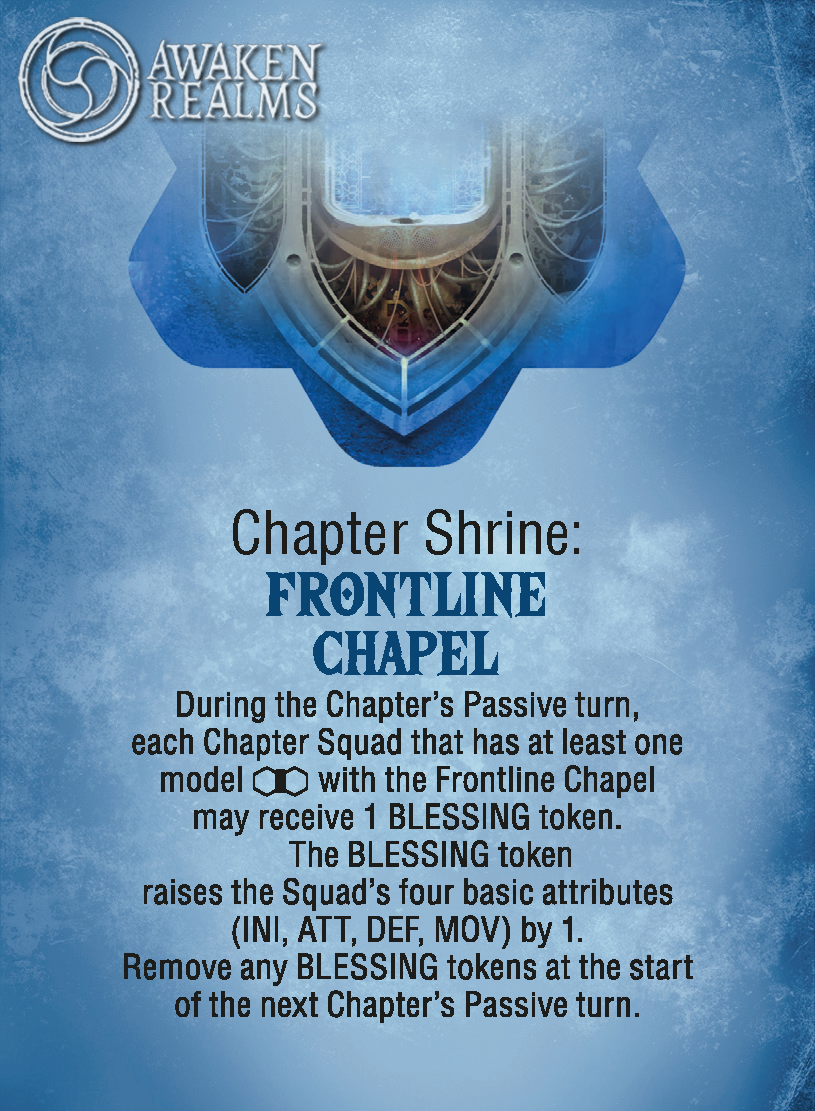 AWAKEN
REALMS
Chapter Shrine:
FRONTLINE
CHAPEL
During the Chapter's Passive turn,
each Chapter Squad that has at least one
model with the Frontline Chapel
may receive 1 BLESSING token.
The BLESSING token
raises the Squad's four basic attributes
(INI, ATT, DEF, MOV) by 1.
Remove any BLESSING tokens at the start
of the next Chapter's Passive turn.